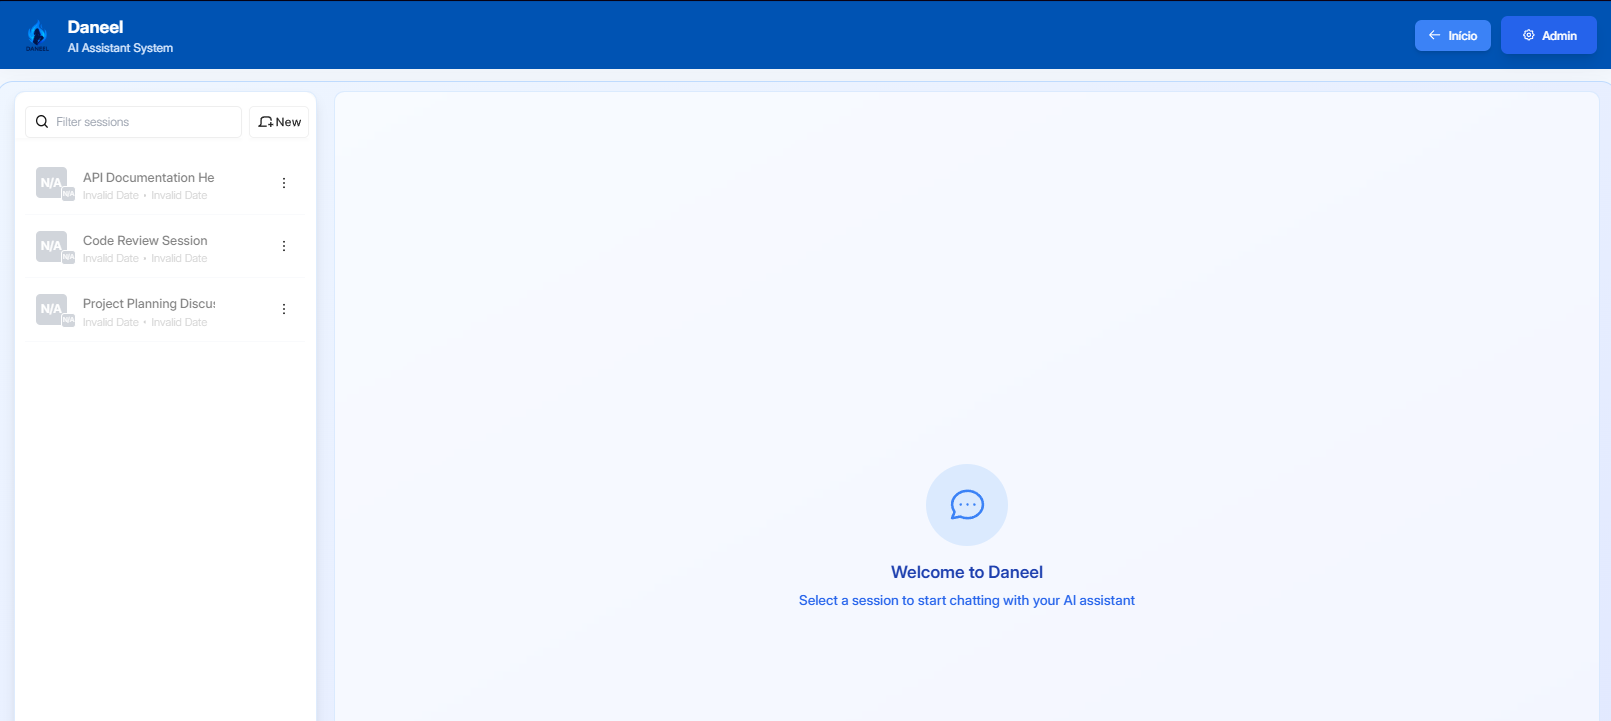 Daneel
AI Assistant System
DANEEL
Início
Admin
Filter sessions
New
N/A
N/A
API Documentation He
Invalid Date • Invalid Date
N/A
N/A
Code Review Session
Invalid Date • Invalid Date
N/A
N/A
Project Planning Discus
Invalid Date • Invalid Date
Welcome to Daneel
Select a session to start chatting with your AI assistant